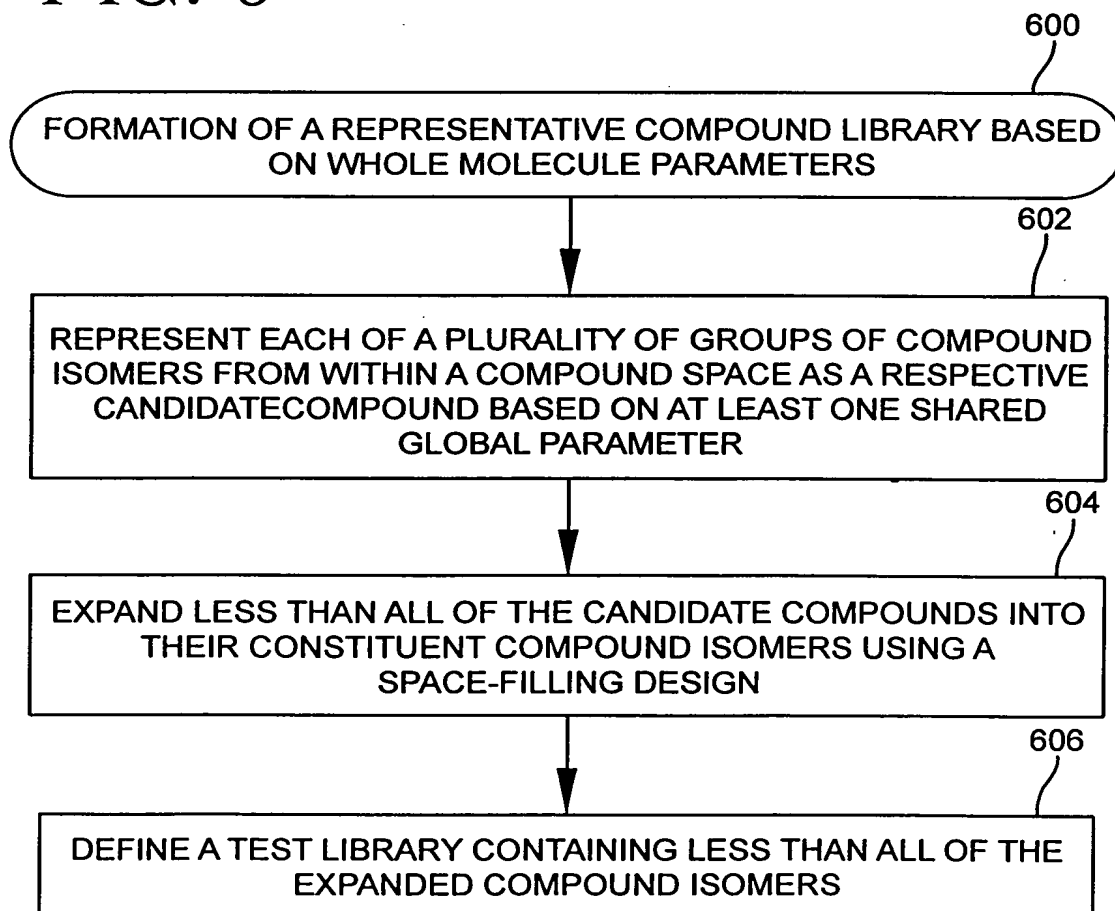 600
FORMATION OF A REPRESENTATIVE COMPOUND LIBRARY BASED
ON WHOLE MOLECULE PARAMETERS
602
REPRESENT EACH OF A PLURALITY OF GROUPS OF COMPOUND
ISOMERS FROM WITHIN A COMPOUND SPACE AS A RESPECTIVE
CANDIDATECOMPOUND BASED ON AT LEAST ONE SHARED
GLOBAL PARAMETER
604
EXPAND LESS THAN ALL OF THE CANDIDATE COMPOUNDS INTO
THEIR CONSTITUENT COMPOUND ISOMERS USING A
SPACE-FILLING DESIGN
606
DEFINE A TEST LIBRARY CONTAINING LESS THAN ALL OF THE
EXPANDED COMPOUND ISOMERS